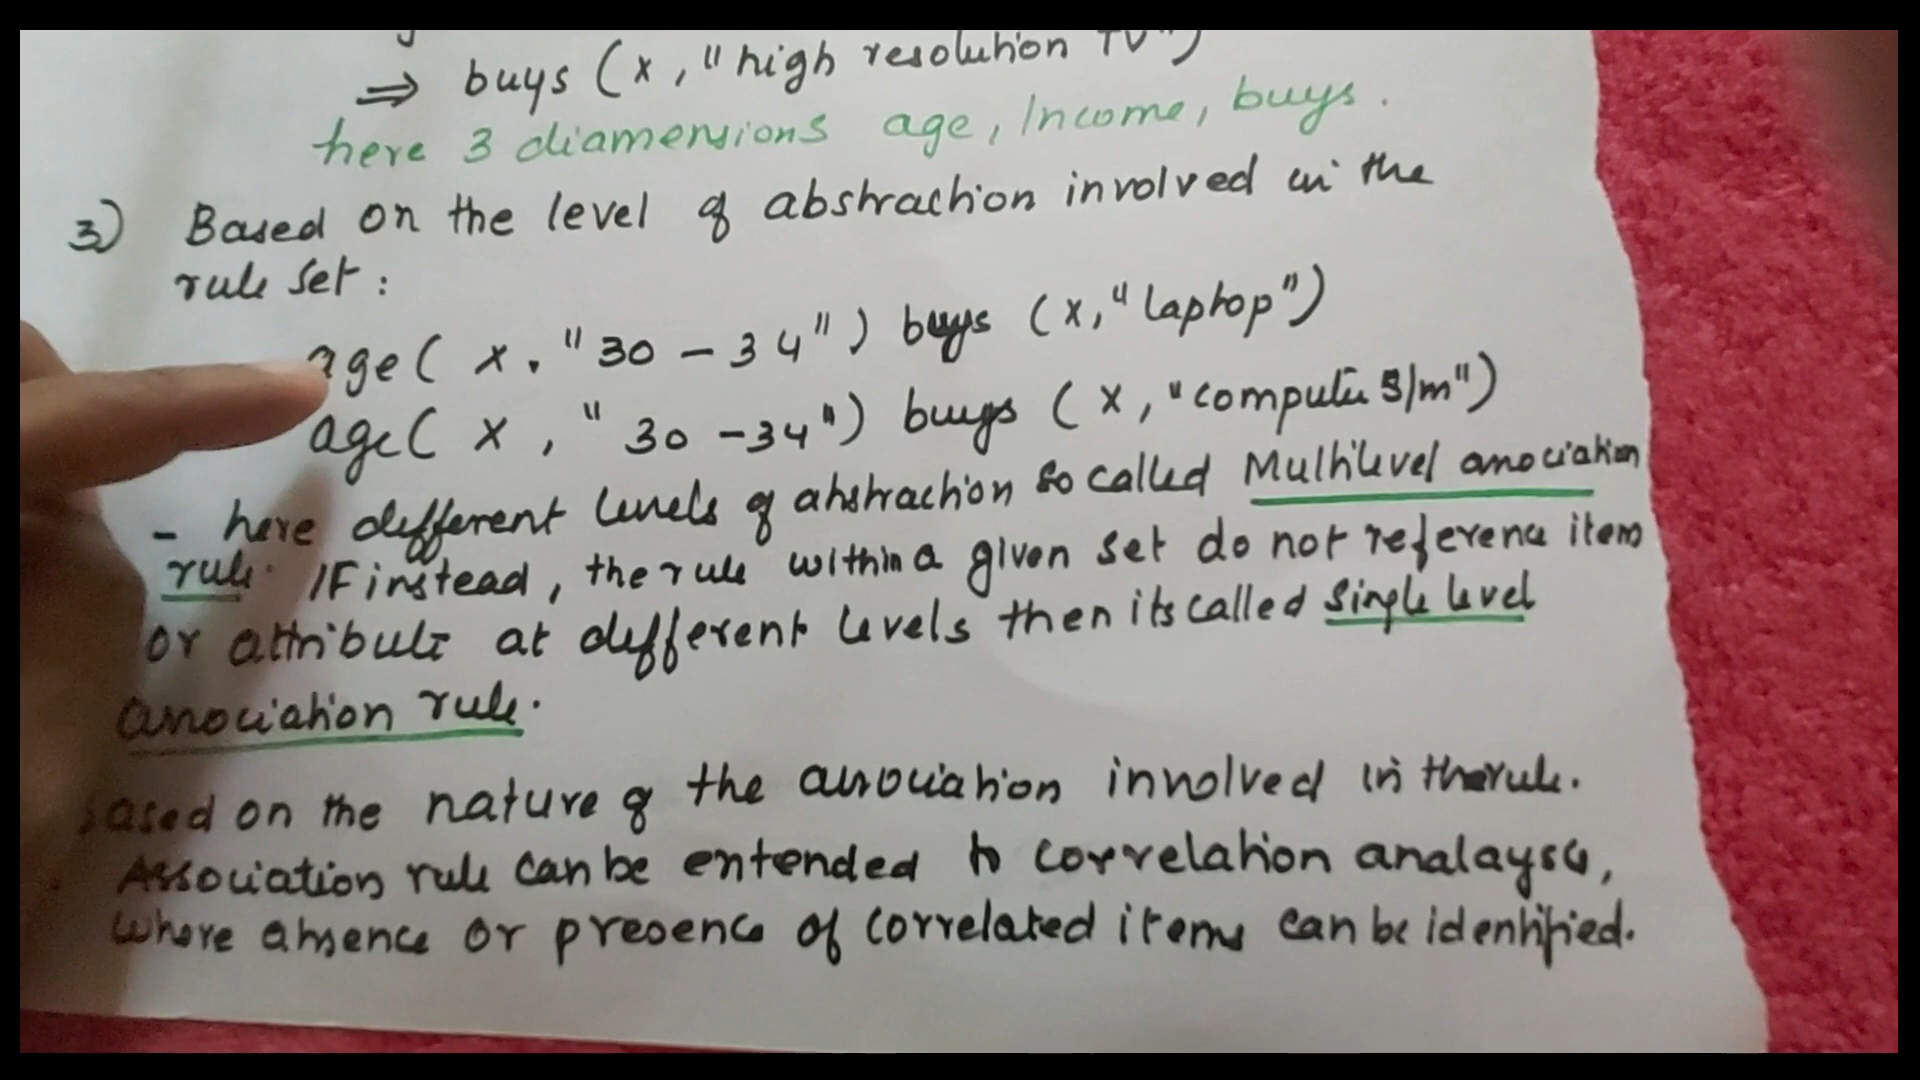 ⇒ buys (x, "high resolution TV")
here 3 diamensions age, Income, buys.
3) Based on the level of abstraction involved in the
rule set :
age( x, "30 - 34") buys (x, "laptop")
age( x, "30 -34") buys (x, "computer s/m")
- here different levels of abstraction so called Multilevel association
rule. IF instead, the rule within a given set do not reference item
or attribute at different levels then its called single level
association rule.
Based on the nature of the association involved in the rule.
Association rule can be extended to correlation analaysis,
where absence or presence of correlated items can be identified.